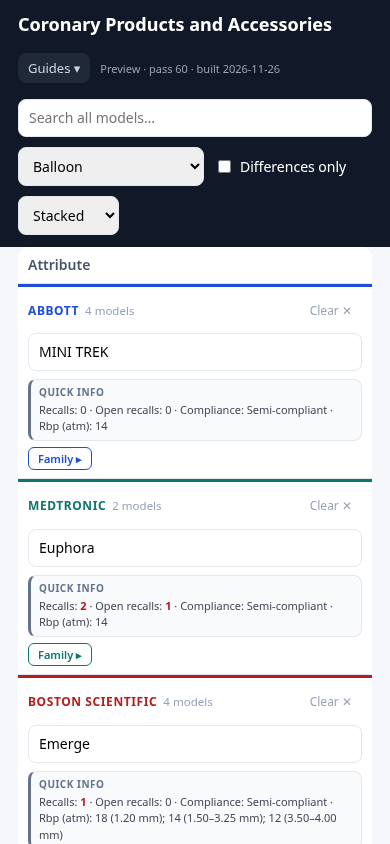 Coronary Products and Accessories
Guides ▾ Preview · pass 60 · built 2026-11-26
Search all models...
Balloon Differences only
Stacked
Attribute
ABBOTT 4 models Clear ✕
MINI TREK
QUICK INFO
Recalls: 0 · Open recalls: 0 · Compliance: Semi-compliant ·
Rbp (atm): 14
Family ▸
MEDTRONIC 2 models Clear ✕
Euphora
QUICK INFO
Recalls: 2 · Open recalls: 1 · Compliance: Semi-compliant ·
Rbp (atm): 14
Family ▸
BOSTON SCIENTIFIC 4 models Clear ✕
Emerge
QUICK INFO
Recalls: 1 · Open recalls: 0 · Compliance: Semi-compliant ·
Rbp (atm): 18 (1.20 mm); 14 (1.50–3.25 mm); 12 (3.50–4.00
mm)